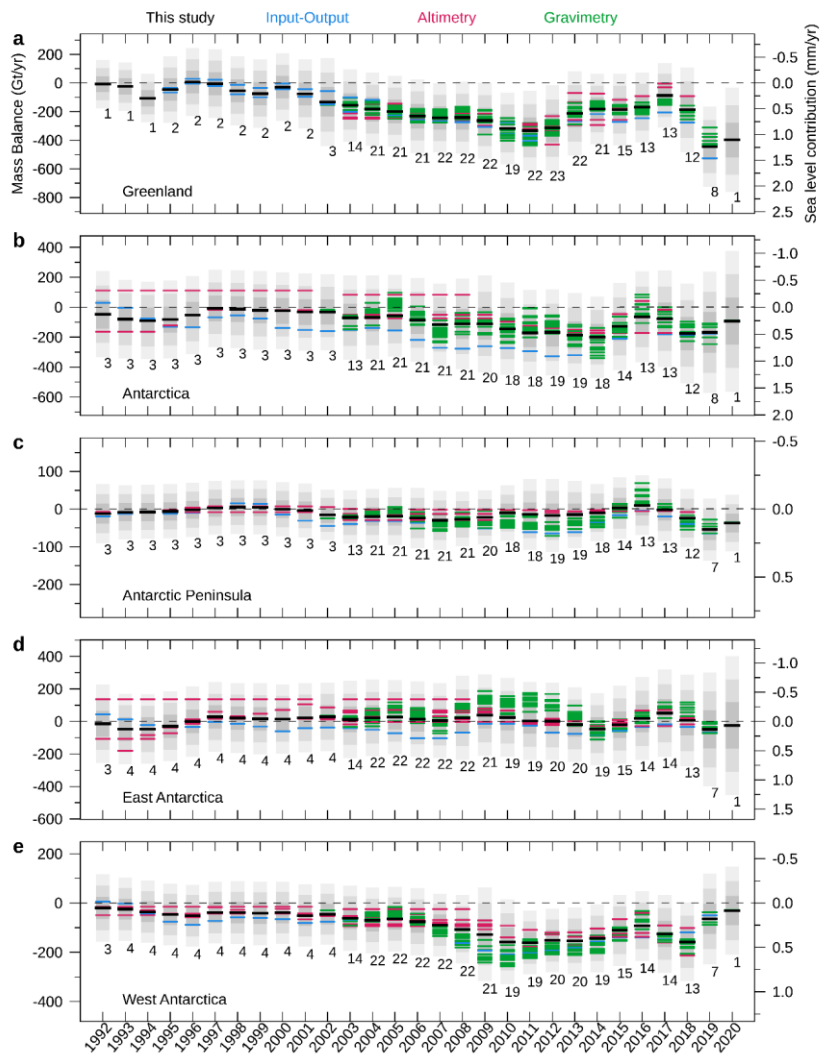 This study Input-Output Altimetry Gravimetry
a
Mass Balance (Gt/yr)
200
0
-200
-400
-600
-800
1 1 1 2 2 2 2 2 2 2 3 14 21 21 21 22 22 22 19 22 23 22 21 15 13 13 12 8 1
Greenland
-0.5
0.0
0.5
1.0
1.5
2.0
2.5
Sea level contribution (mm/yr)
b
400
200
0
-200
-400
-600
3 3 3 3 3 3 3 3 3 3 3 13 21 21 21 21 21 20 18 18 19 19 18 14 13 13 12 8 1
Antarctica
-1.0
-0.5
0.0
0.5
1.0
1.5
2.0
c
100
0
-100
-200
3 3 3 3 3 3 3 3 3 3 3 13 21 21 21 21 21 20 18 18 19 19 18 14 13 13 12 7 1
Antarctic Peninsula
-0.5
0.0
0.5
d
400
200
0
-200
-400
-600
3 4 4 4 4 4 4 4 4 4 4 14 22 22 22 22 22 21 19 19 20 20 19 15 14 14 13 7 1
East Antarctica
-1.0
-0.5
0.0
0.5
1.0
1.5
e
200
0
-200
-400
3 4 4 4 4 4 4 4 4 4 4 14 22 22 22 22 22 21 19 19 20 20 19 15 14 14 13 7 1
West Antarctica
-0.5
0.0
0.5
1.0
1992 1993 1994 1995 1996 1997 1998 1999 2000 2001 2002 2003 2004 2005 2006 2007 2008 2009 2010 2011 2012 2013 2014 2015 2016 2017 2018 2019 2020